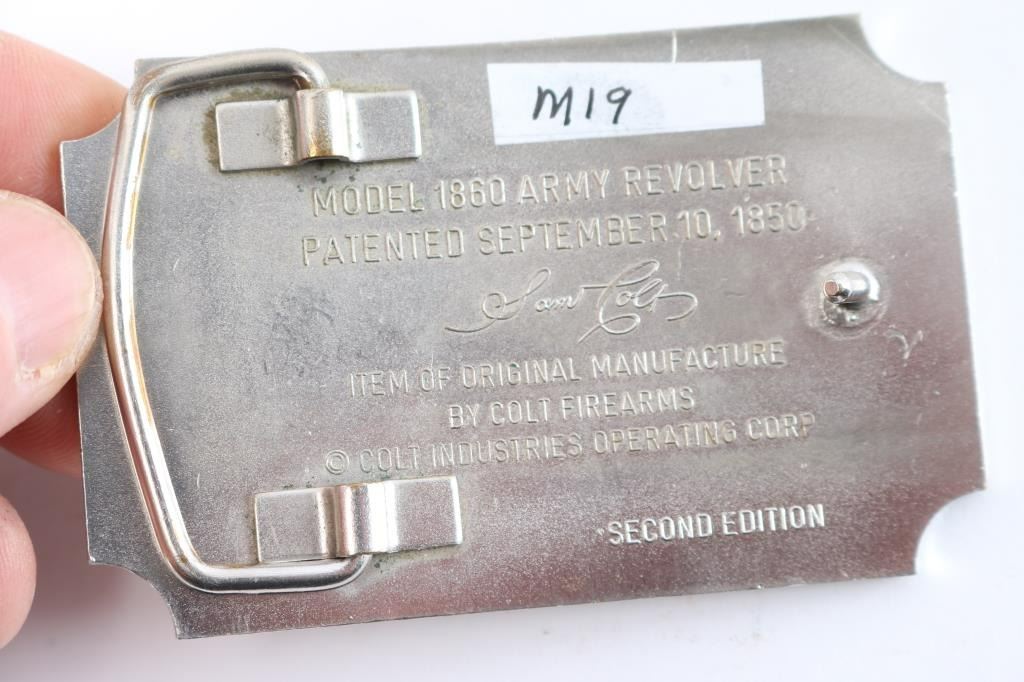 M19
MODEL 1860 ARMY REVOLVER
PATENTED SEPTEMBER 10, 1850
Sam Colt
ITEM OF ORIGINAL MANUFACTURE
BY COLT FIREARMS
© COLT INDUSTRIES OPERATING CORP
SECOND EDITION